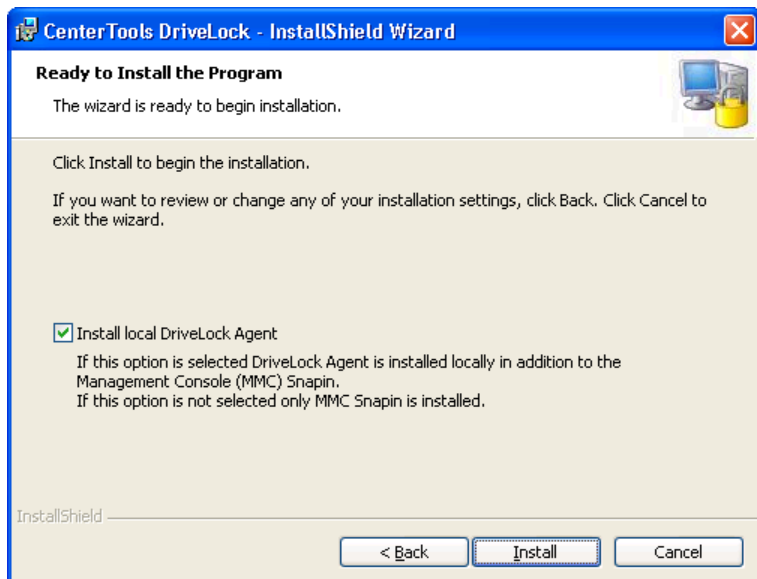 CenterTools DriveLock - InstallShield Wizard
Ready to Install the Program
The wizard is ready to begin installation.
Click Install to begin the installation.
If you want to review or change any of your installation settings, click Back. Click Cancel to
exit the wizard.
Install local DriveLock Agent
If this option is selected DriveLock Agent is installed locally in addition to the
Management Console (MMC) Snapin.
If this option is not selected only MMC Snapin is installed.
InstallShield
< Back
Install
Cancel